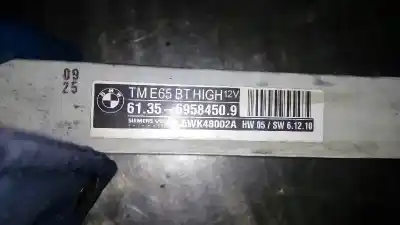 09
25
TM E65 BT HIGH 12V
61.35-6958450.9
SIEMENS 5WK48002A HW 05 / SW 6.12.10